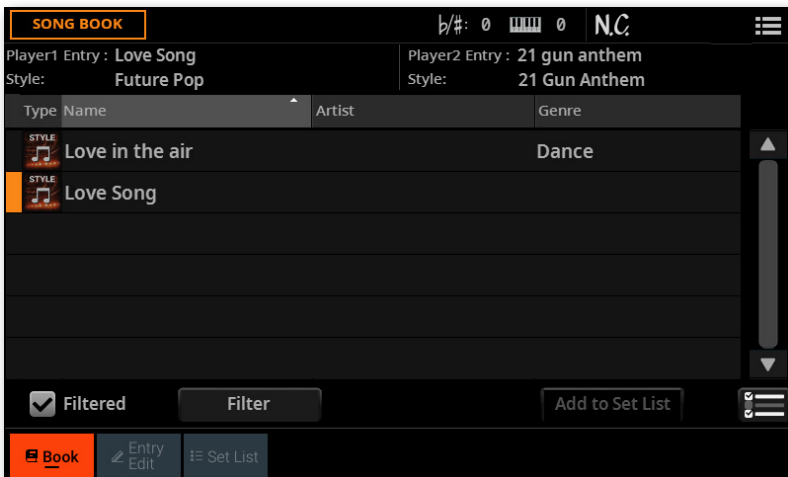 SONG BOOK ♭/#: 0 0 N.C.
Player1 Entry : Love Song Player2 Entry : 21 gun anthem
Style: Future Pop Style: 21 Gun Anthem
Type Name Artist Genre
STYLE Love in the air Dance
STYLE Love Song
Filtered Filter Add to Set List
Book Entry Edit Set List